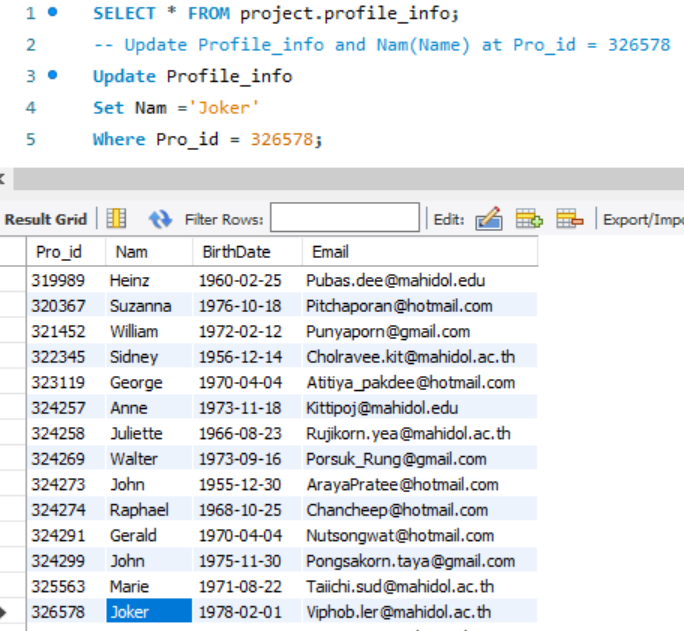 1 SELECT * FROM project.profile_info;
2 -- Update Profile_info and Nam(Name) at Pro_id = 326578
3 Update Profile_info
4 Set Nam ='Joker'
5 Where Pro_id = 326578;
Result Grid Filter Rows: Edit: Export/Impo
Pro_id Nam BirthDate Email
319989 Heinz 1960-02-25 Pubas.dee@mahidol.edu
320367 Suzanna 1976-10-18 Pitchaporan@hotmail.com
321452 William 1972-02-12 Punyaporn@gmail.com
322345 Sidney 1956-12-14 Cholravee.kit@mahidol.ac.th
323119 George 1970-04-04 Atitiya_pakdee@hotmail.com
324257 Anne 1973-11-18 Kittipoj@mahidol.edu
324258 Juliette 1966-08-23 Rujikorn.yea@mahidol.ac.th
324269 Walter 1973-09-16 Porsuk_Rung@gmail.com
324273 John 1955-12-30 ArayaPratee@hotmail.com
324274 Raphael 1968-10-25 Chancheep@hotmail.com
324291 Gerald 1970-04-04 Nutsongwat@hotmail.com
324299 John 1975-11-30 Pongsakorn.taya@gmail.com
325563 Marie 1971-08-22 Taiichi.sud@mahidol.ac.th
326578 Joker 1978-02-01 Viphob.ler@mahidol.ac.th